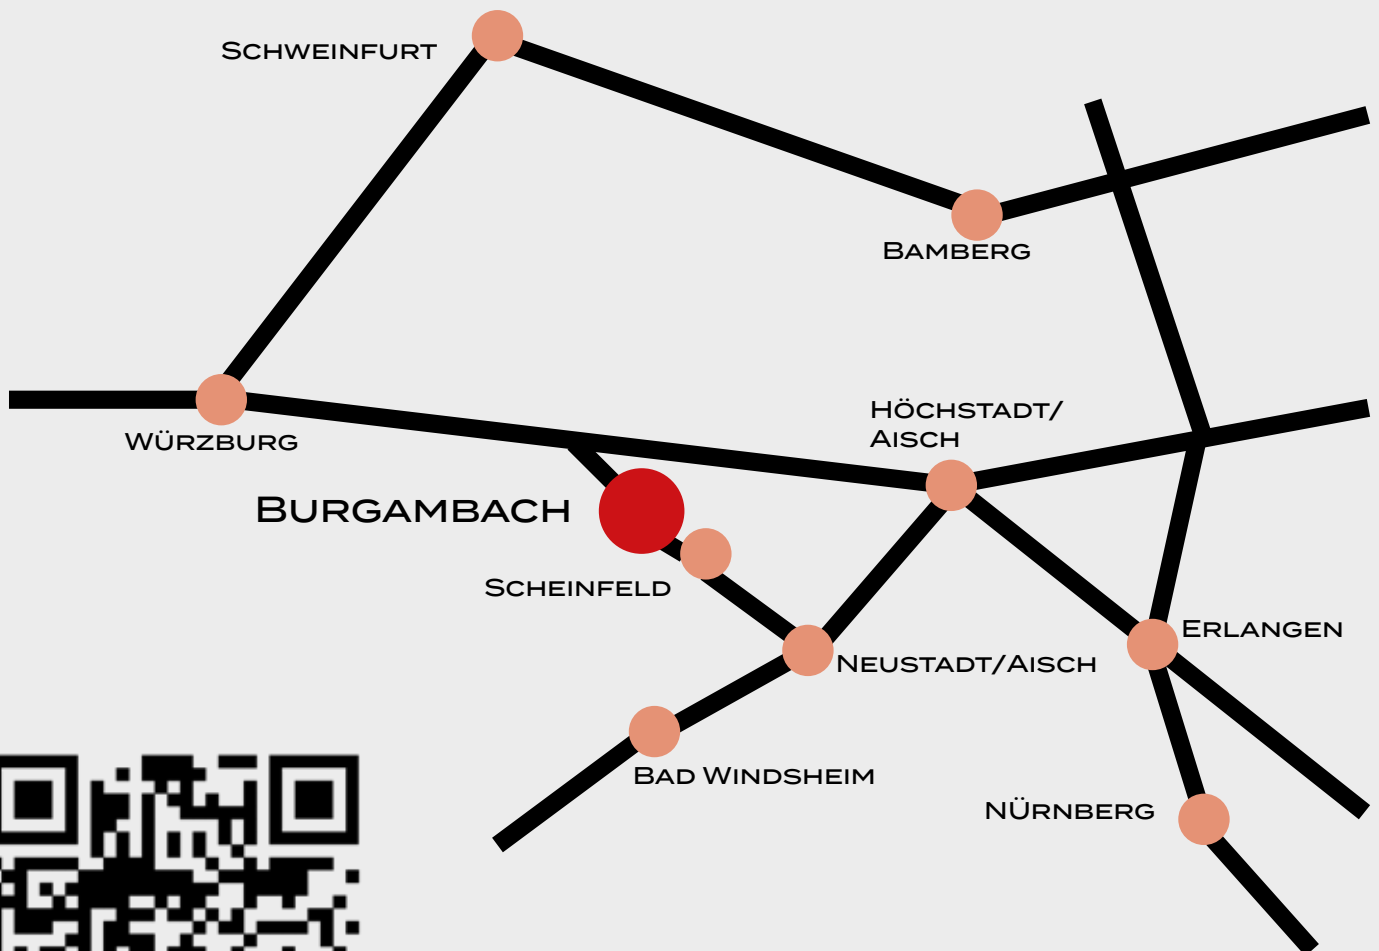 Schweinfurt
Bamberg
Höchstadt/
Aisch
Würzburg
Burgambach
Scheinfeld
Erlangen
Neustadt/Aisch
Bad Windsheim
Nürnberg